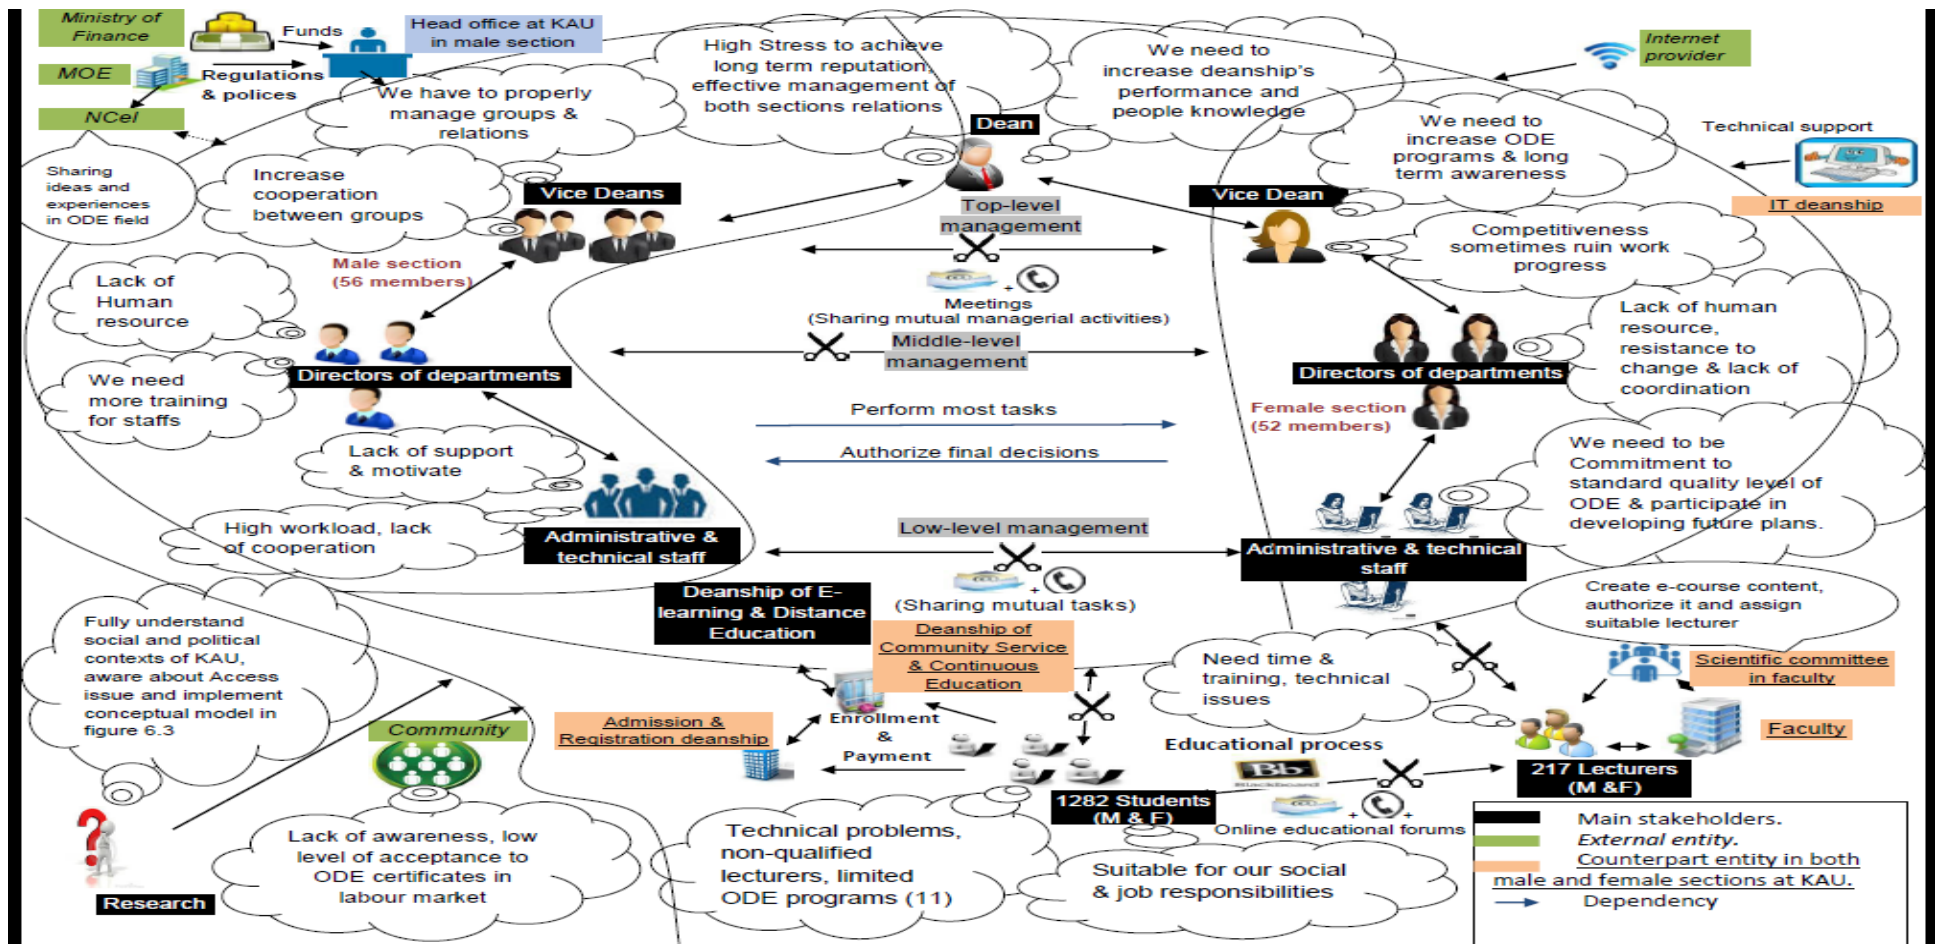 Ministry of
Finance
Funds
Head office at KAU
in male section
MOE
Regulations
& polices
NCel
Sharing
ideas and
experiences
in ODE field
We have to properly
manage groups &
relations
High Stress to achieve
long term reputation,
effective management of
both sections relations
Dean
We need to
increase deanship's
performance and
people knowledge
Internet
provider
We need to
increase ODE
programs & long
term awareness
Technical support
IT deanship
Increase
cooperation
between groups
Vice Deans
Vice Dean
Top-level
management
Competitiveness
sometimes ruin work
progress
Male section
(56 members)
Lack of
Human
resource
+
Meetings
(Sharing mutual managerial activities)
Middle-level
management
Lack of human
resource,
resistance to
change & lack of
coordination
Directors of departments
Directors of departments
We need
more training
for staffs
Perform most tasks
Female section
(52 members)
Authorize final decisions
Lack of support
& motivate
We need to be
Commitment to
standard quality level of
ODE & participate in
developing future plans.
High workload, lack
of cooperation
Administrative &
technical staff
Low-level management
Administrative & technical
staff
+
(Sharing mutual tasks)
Deanship of E-
learning & Distance
Education
Deanship of
Community Service
& Continuous
Education
Create e-course content,
authorize it and assign
suitable lecturer
Fully understand
social and political
contexts of KAU,
aware about Access
issue and implement
conceptual model in
figure 6.3
Need time &
training, technical
issues
Scientific committee
in faculty
Community
Admission &
Registration deanship
Enrollment
&
Payment
Educational process
Faculty
Bb
Blackboard
217 Lecturers
(M &F)
1282 Students
(M & F)
+
+
Online educational forums
Lack of awareness, low
level of acceptance to
ODE certificates in
labour market
Research
Technical problems,
non-qualified
lecturers, limited
ODE programs (11)
Suitable for our social
& job responsibilities
Main stakeholders.
External entity.
Counterpart entity in both
male and female sections at KAU.
Dependency